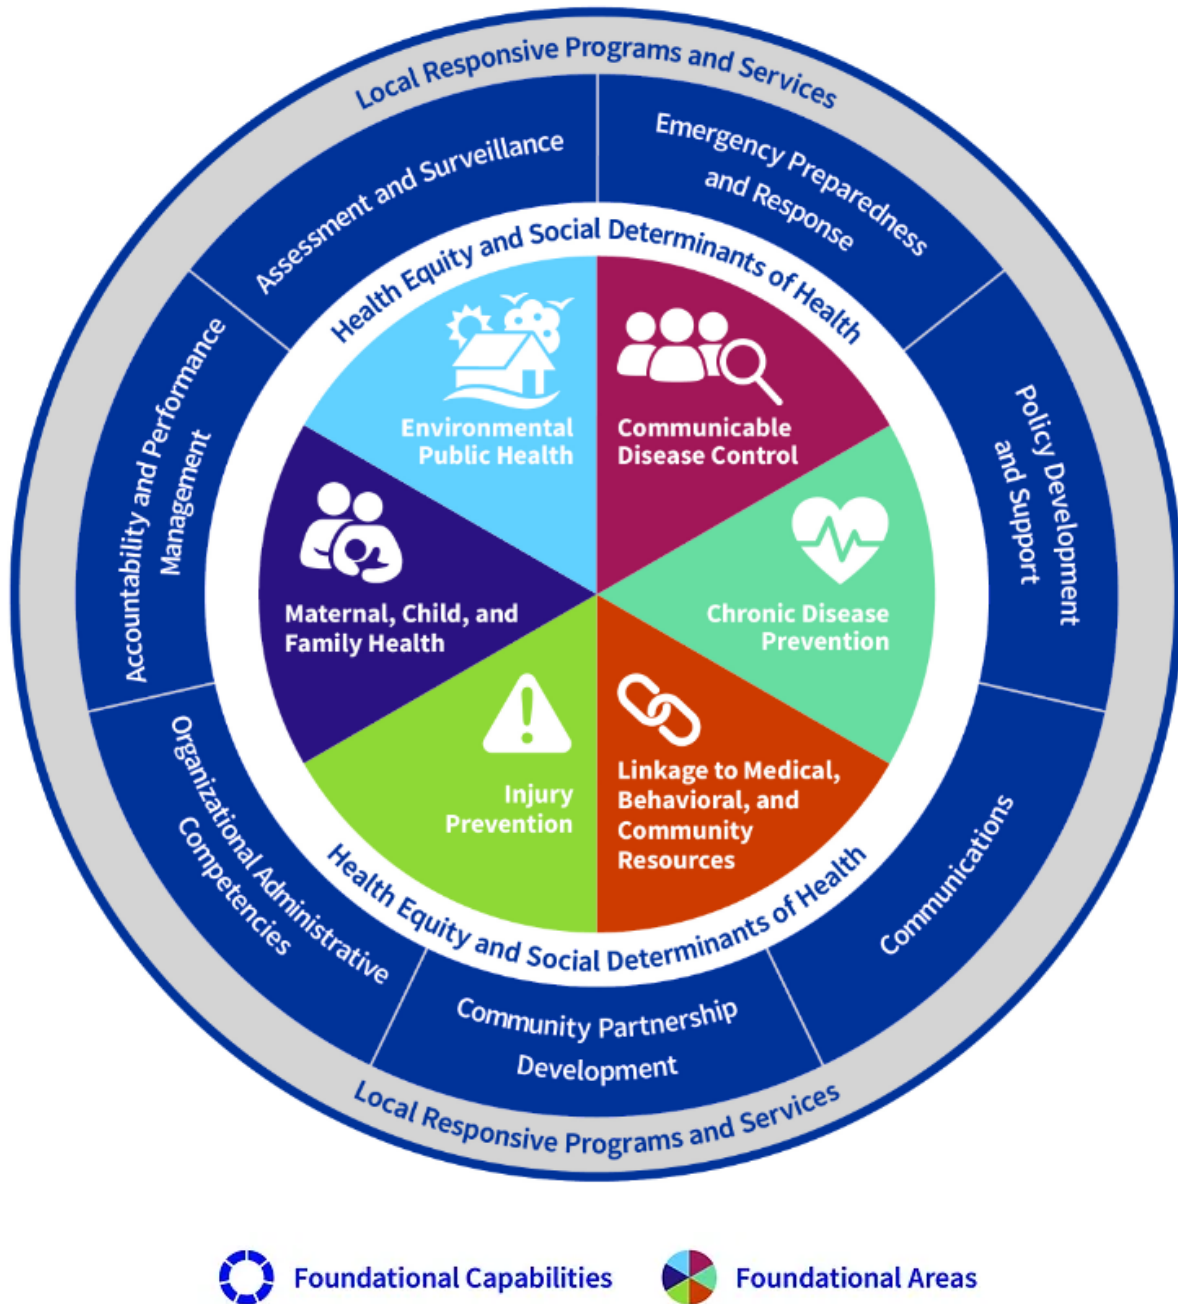 Local Responsive Programs and Services
Assessment and Surveillance
Emergency Preparedness
and Response
Policy Development
and Support
Communications
Community Partnership
Development
Organizational Administrative
Competencies
Accountability and Performance
Management
Health Equity and Social Determinants of Health
Environmental
Public Health
Communicable
Disease Control
Chronic Disease
Prevention
Linkage to Medical,
Behavioral, and
Community
Resources
Injury
Prevention
Maternal, Child, and
Family Health
Health Equity and Social Determinants of Health
Local Responsive Programs and Services
Foundational Capabilities
Foundational Areas